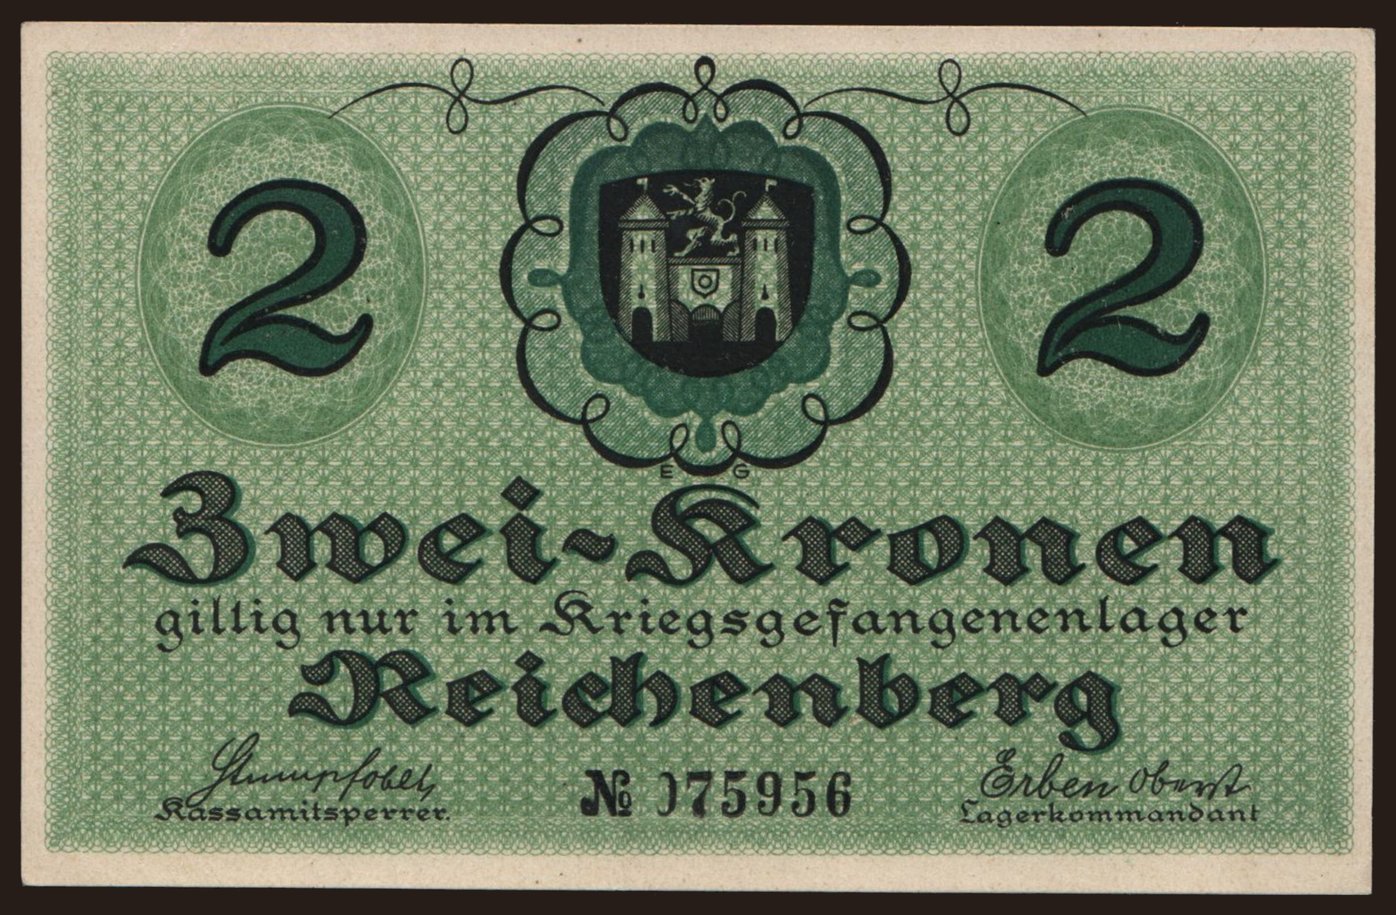 2 2
E G
Zwei-Kronen
giltig nur im Kriegsgefangenenlager
Reichenberg
Erben Oberst
Kassamitsperrer. № 075956 Lagerkommandant